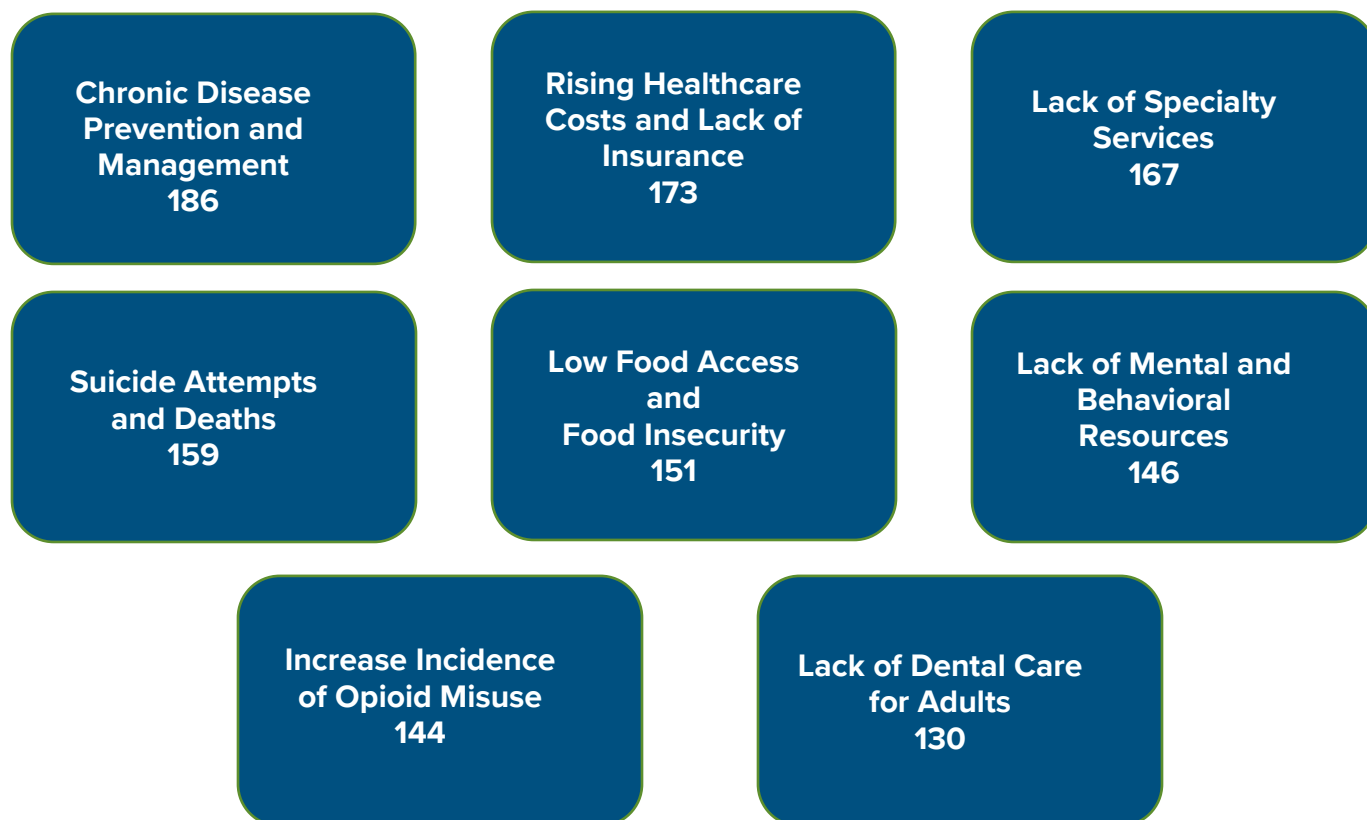 Chronic Disease
Prevention and
Management
186
Rising Healthcare
Costs and Lack of
Insurance
173
Lack of Specialty
Services
167
Suicide Attempts
and Deaths
159
Low Food Access
and
Food Insecurity
151
Lack of Mental and
Behavioral
Resources
146
Increase Incidence
of Opioid Misuse
144
Lack of Dental Care
for Adults
130